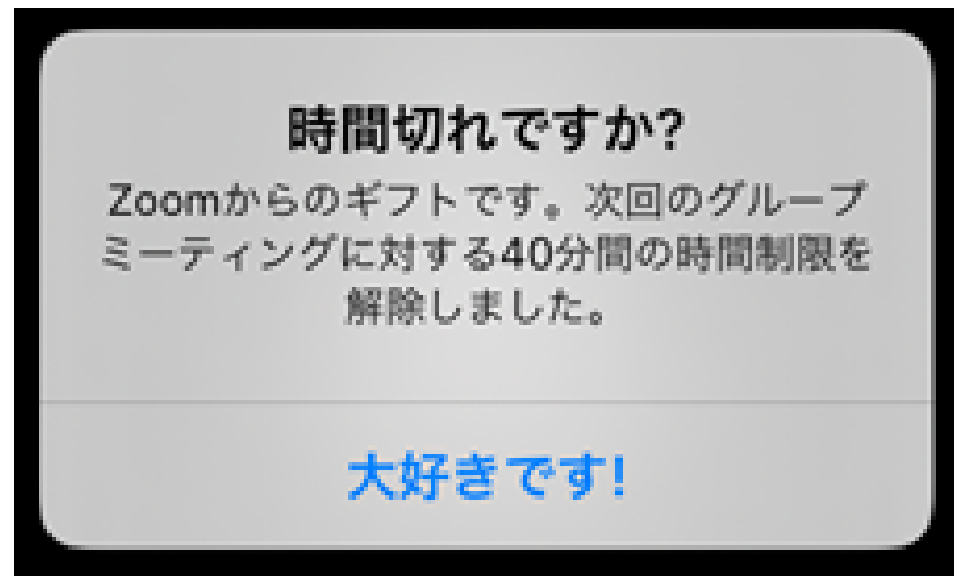 時間切れですか?
Zoomからのギフトです。次回のグループ
ミーティングに対する40分間の時間制限を
解除しました。
大好きです!